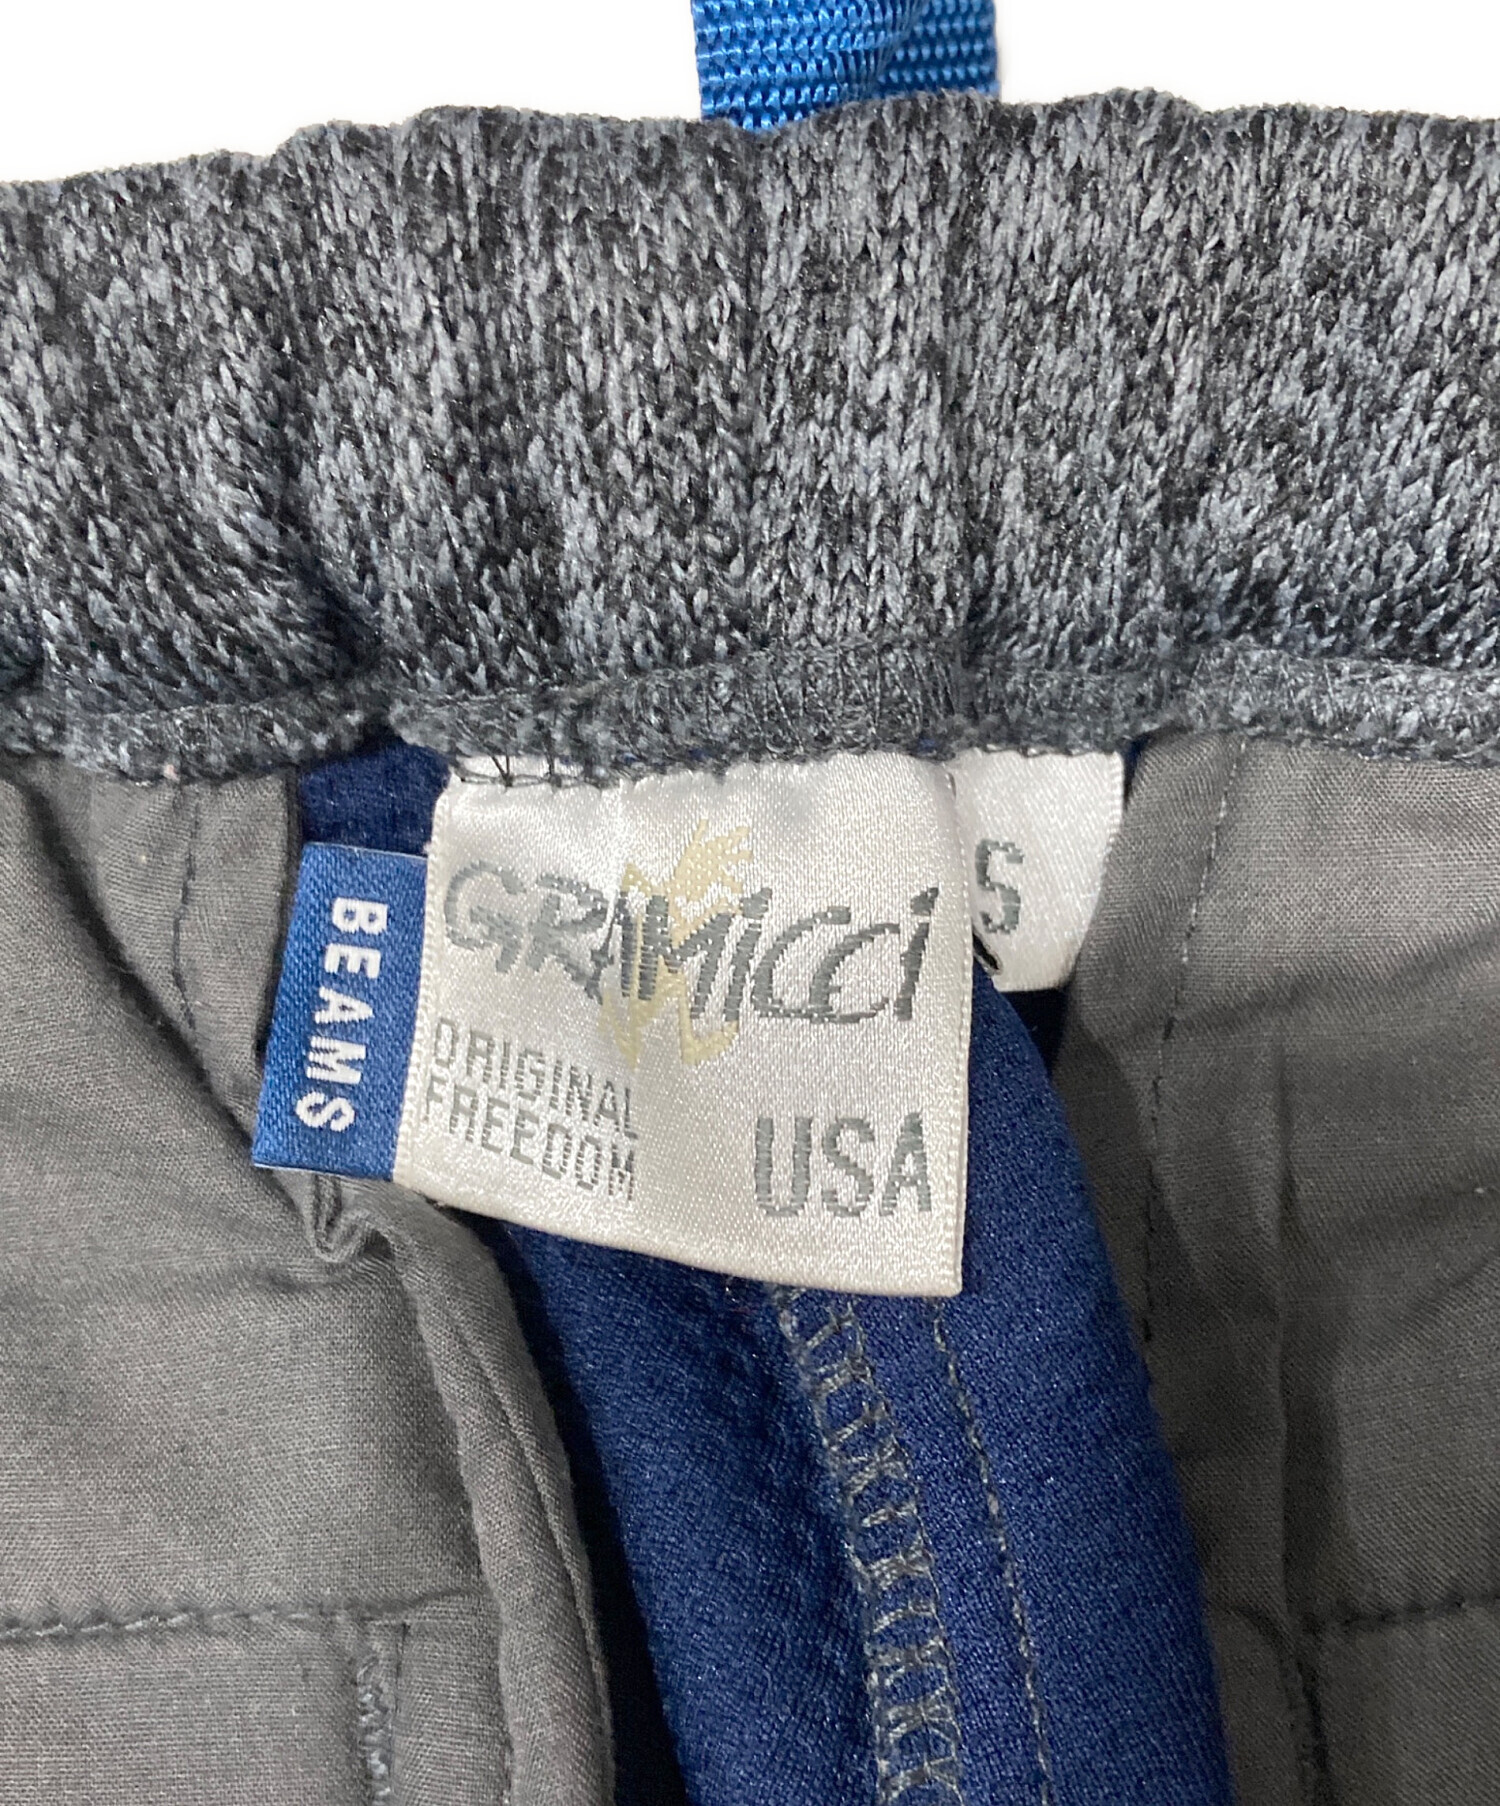 BEAMS
GRAMiCCi
ORIGINAL
FREEDOM
USA
S